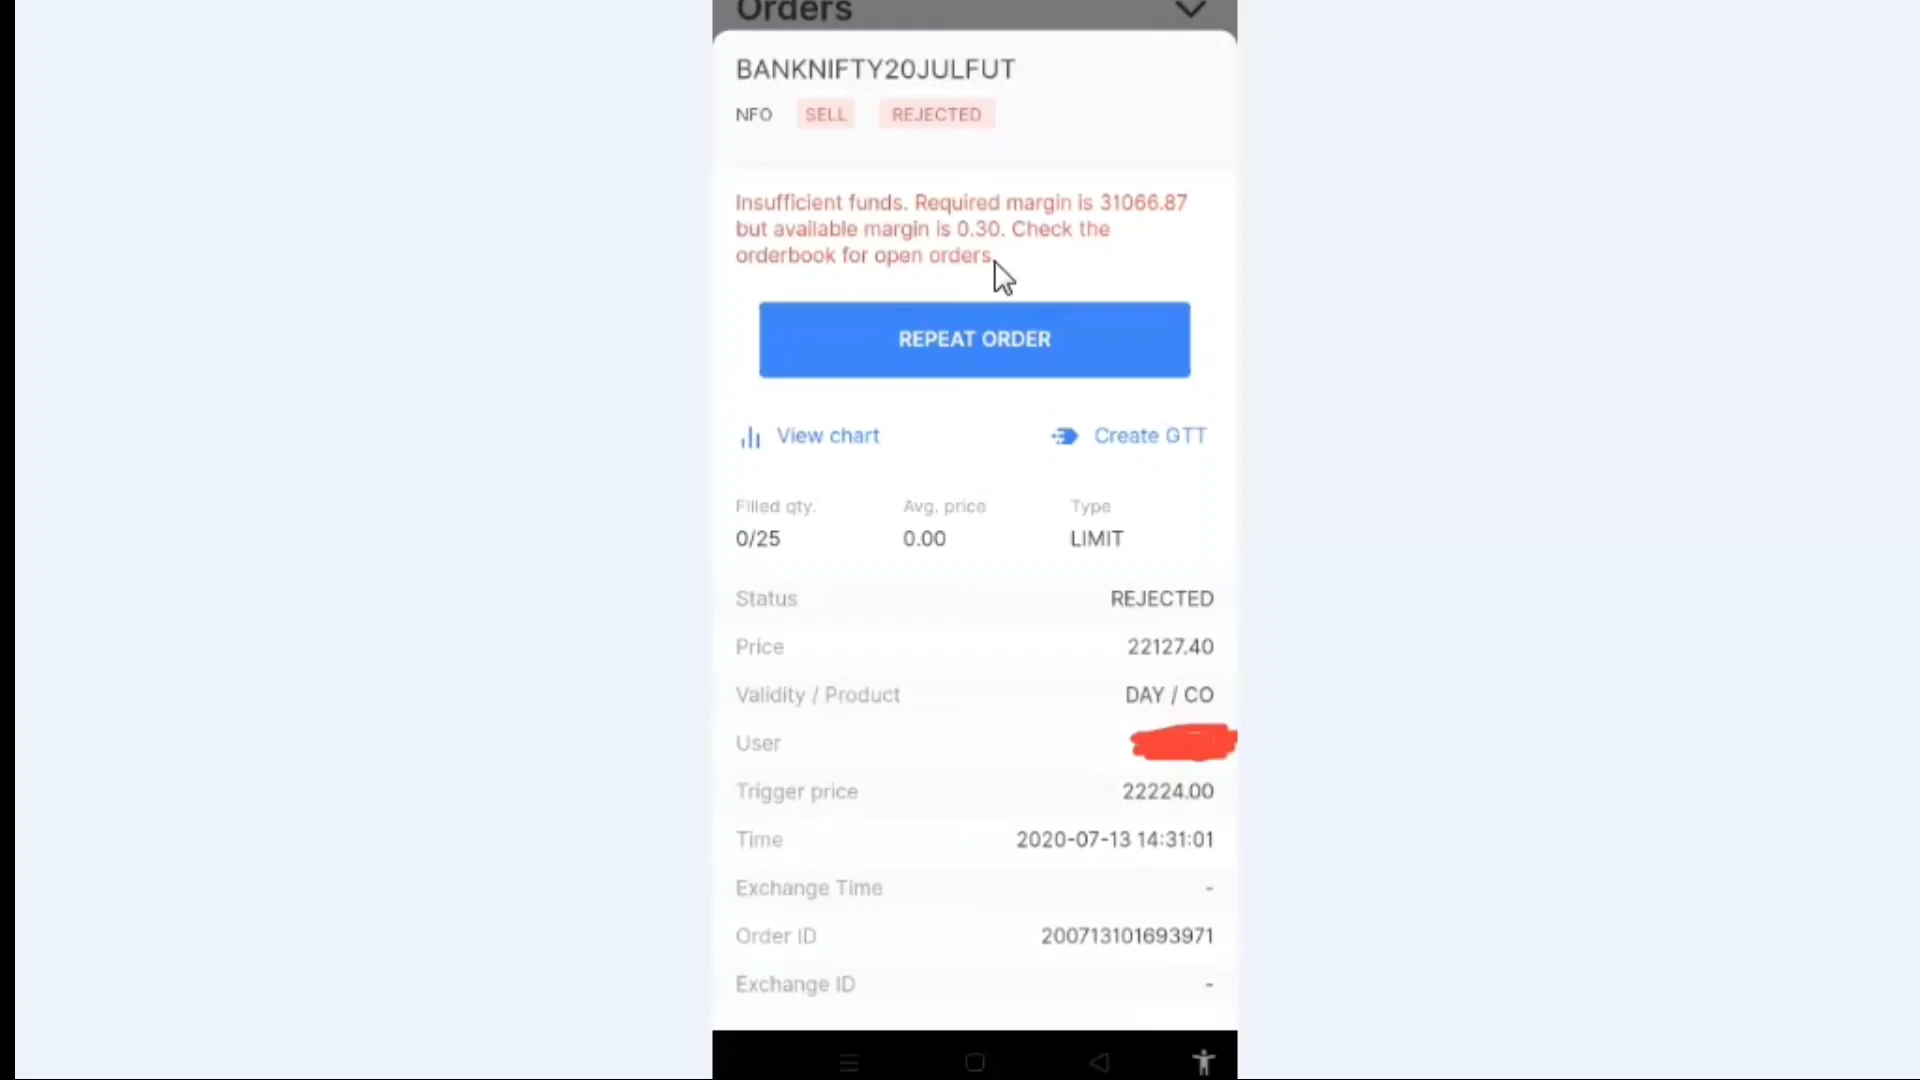 Orders
BANKNIFTY20JULFUT
NFO SELL REJECTED
Insufficient funds. Required margin is 31066.87
but available margin is 0.30. Check the
orderbook for open orders.
REPEAT ORDER
View chart Create GTT
Filled qty. Avg. price Type
0/25 0.00 LIMIT
Status REJECTED
Price 22127.40
Validity / Product DAY / CO
User
Trigger price 22224.00
Time 2020-07-13 14:31:01
Exchange Time -
Order ID 200713101693971
Exchange ID -